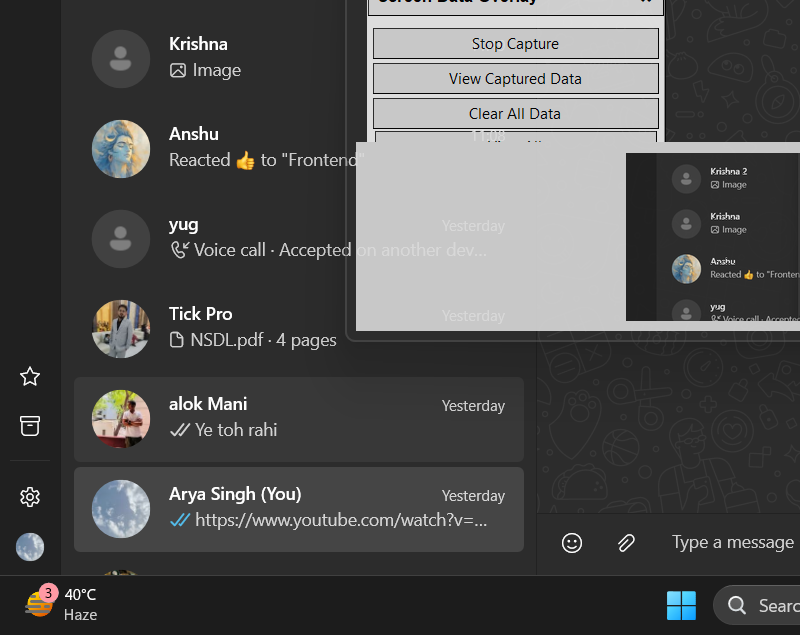 Screen Data Overlay
Stop Capture
View Captured Data
Clear All Data
Krishna
Image
Anshu
11:03
Reacted 👍 to "Frontend"
yug
Yesterday
Voice call · Accepted on another dev...
Tick Pro
Yesterday
NSDL.pdf · 4 pages
alok Mani
Yesterday
Ye toh rahi
Arya Singh (You)
Yesterday
https://www.youtube.com/watch?v=...
Krishna 2
Image
Krishna
Image
Anshu
Reacted 👍 to "Fronten
yug
Voice call · Accepted
Type a message
3
40°C
Haze
Searc